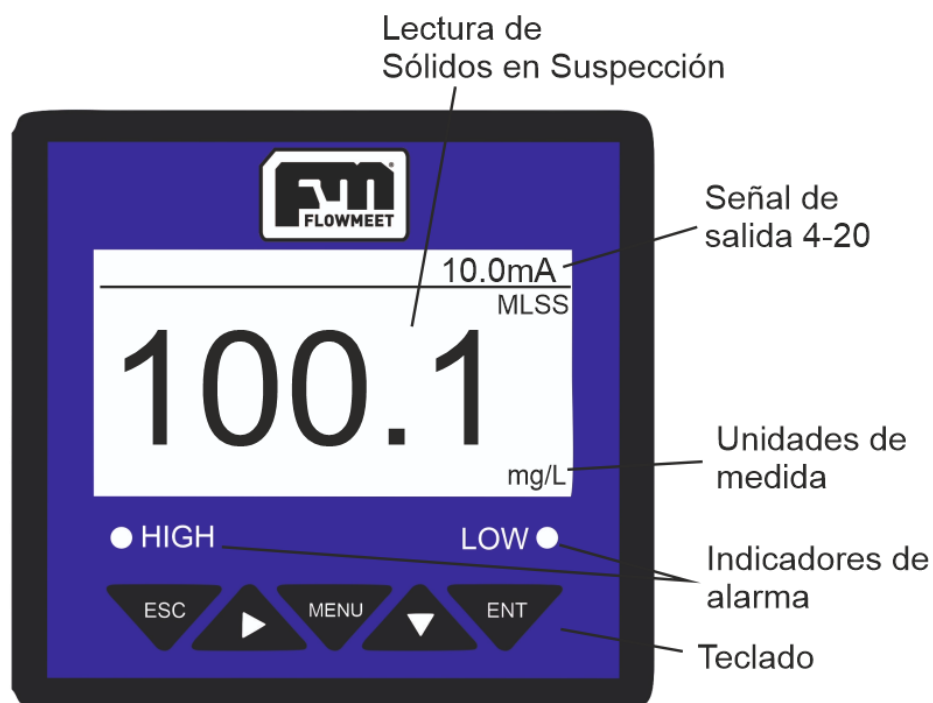 Lectura de
Sólidos en Suspección
FLOWMEET
Señal de
salida 4-20
10.0mA
MLSS
100.1
Unidades de
medida
mg/L
HIGH
LOW
Indicadores de
alarma
ESC
MENU
ENT
Teclado